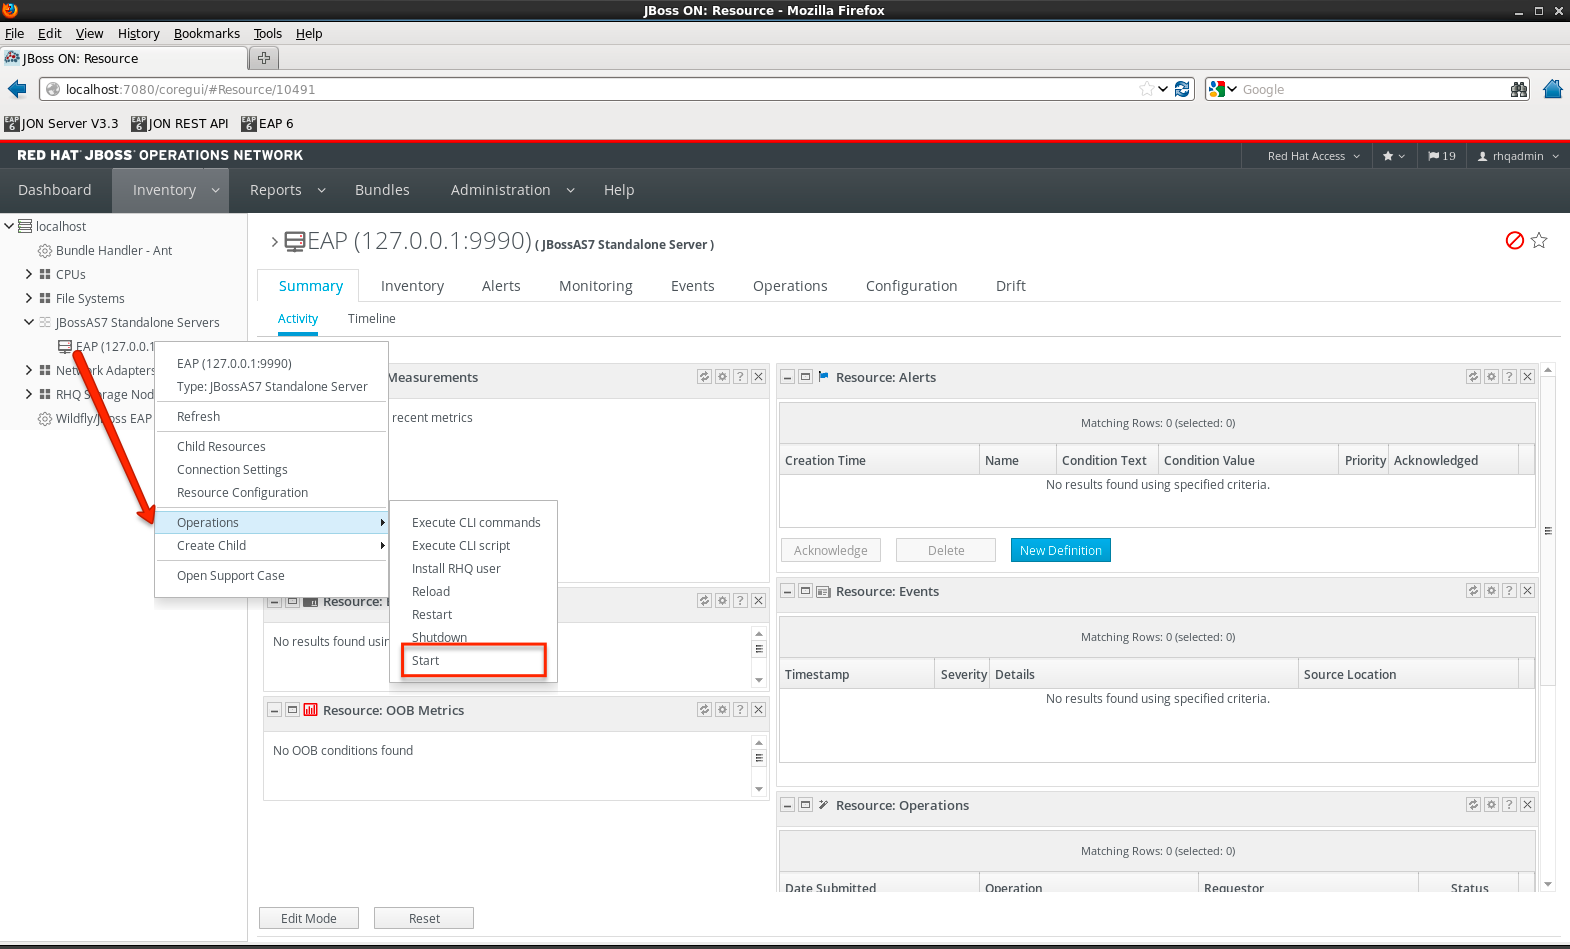 JBoss ON: Resource - Mozilla Firefox
File Edit View History Bookmarks Tools Help
JBoss ON: Resource
localhost:7080/coregui/#Resource/10491
Google
EAP 6 JON Server V3.3 EAP 6 JON REST API EAP 6 EAP 6
RED HAT JBOSS OPERATIONS NETWORK
Red Hat Access 19 rhqadmin
Dashboard Inventory Reports Bundles Administration Help
localhost
Bundle Handler - Ant
CPUs
File Systems
JBossAS7 Standalone Servers
EAP (127.0.0.1
Network Adapters
RHQ Storage Nod
Wildfly/JBoss EAP
EAP (127.0.0.1:9990) ( JBossAS7 Standalone Server )
Summary Inventory Alerts Monitoring Events Operations Configuration Drift
Activity Timeline
EAP (127.0.0.1:9990)
Type: JBossAS7 Standalone Server
Refresh
Child Resources
Connection Settings
Resource Configuration
Operations
Create Child
Open Support Case
Execute CLI commands
Execute CLI script
Install RHQ user
Reload
Restart
Shutdown
Start
Measurements
recent metrics
Resource:
No results found usin
Resource: OOB Metrics
No OOB conditions found
Resource: Alerts
Matching Rows: 0 (selected: 0)
Creation Time Name Condition Text Condition Value Priority Acknowledged
No results found using specified criteria.
Acknowledge Delete New Definition
Resource: Events
Matching Rows: 0 (selected: 0)
Timestamp Severity Details Source Location
No results found using specified criteria.
Resource: Operations
Matching Rows: 0 (selected: 0)
Date Submitted Operation Requestor Status
Edit Mode Reset